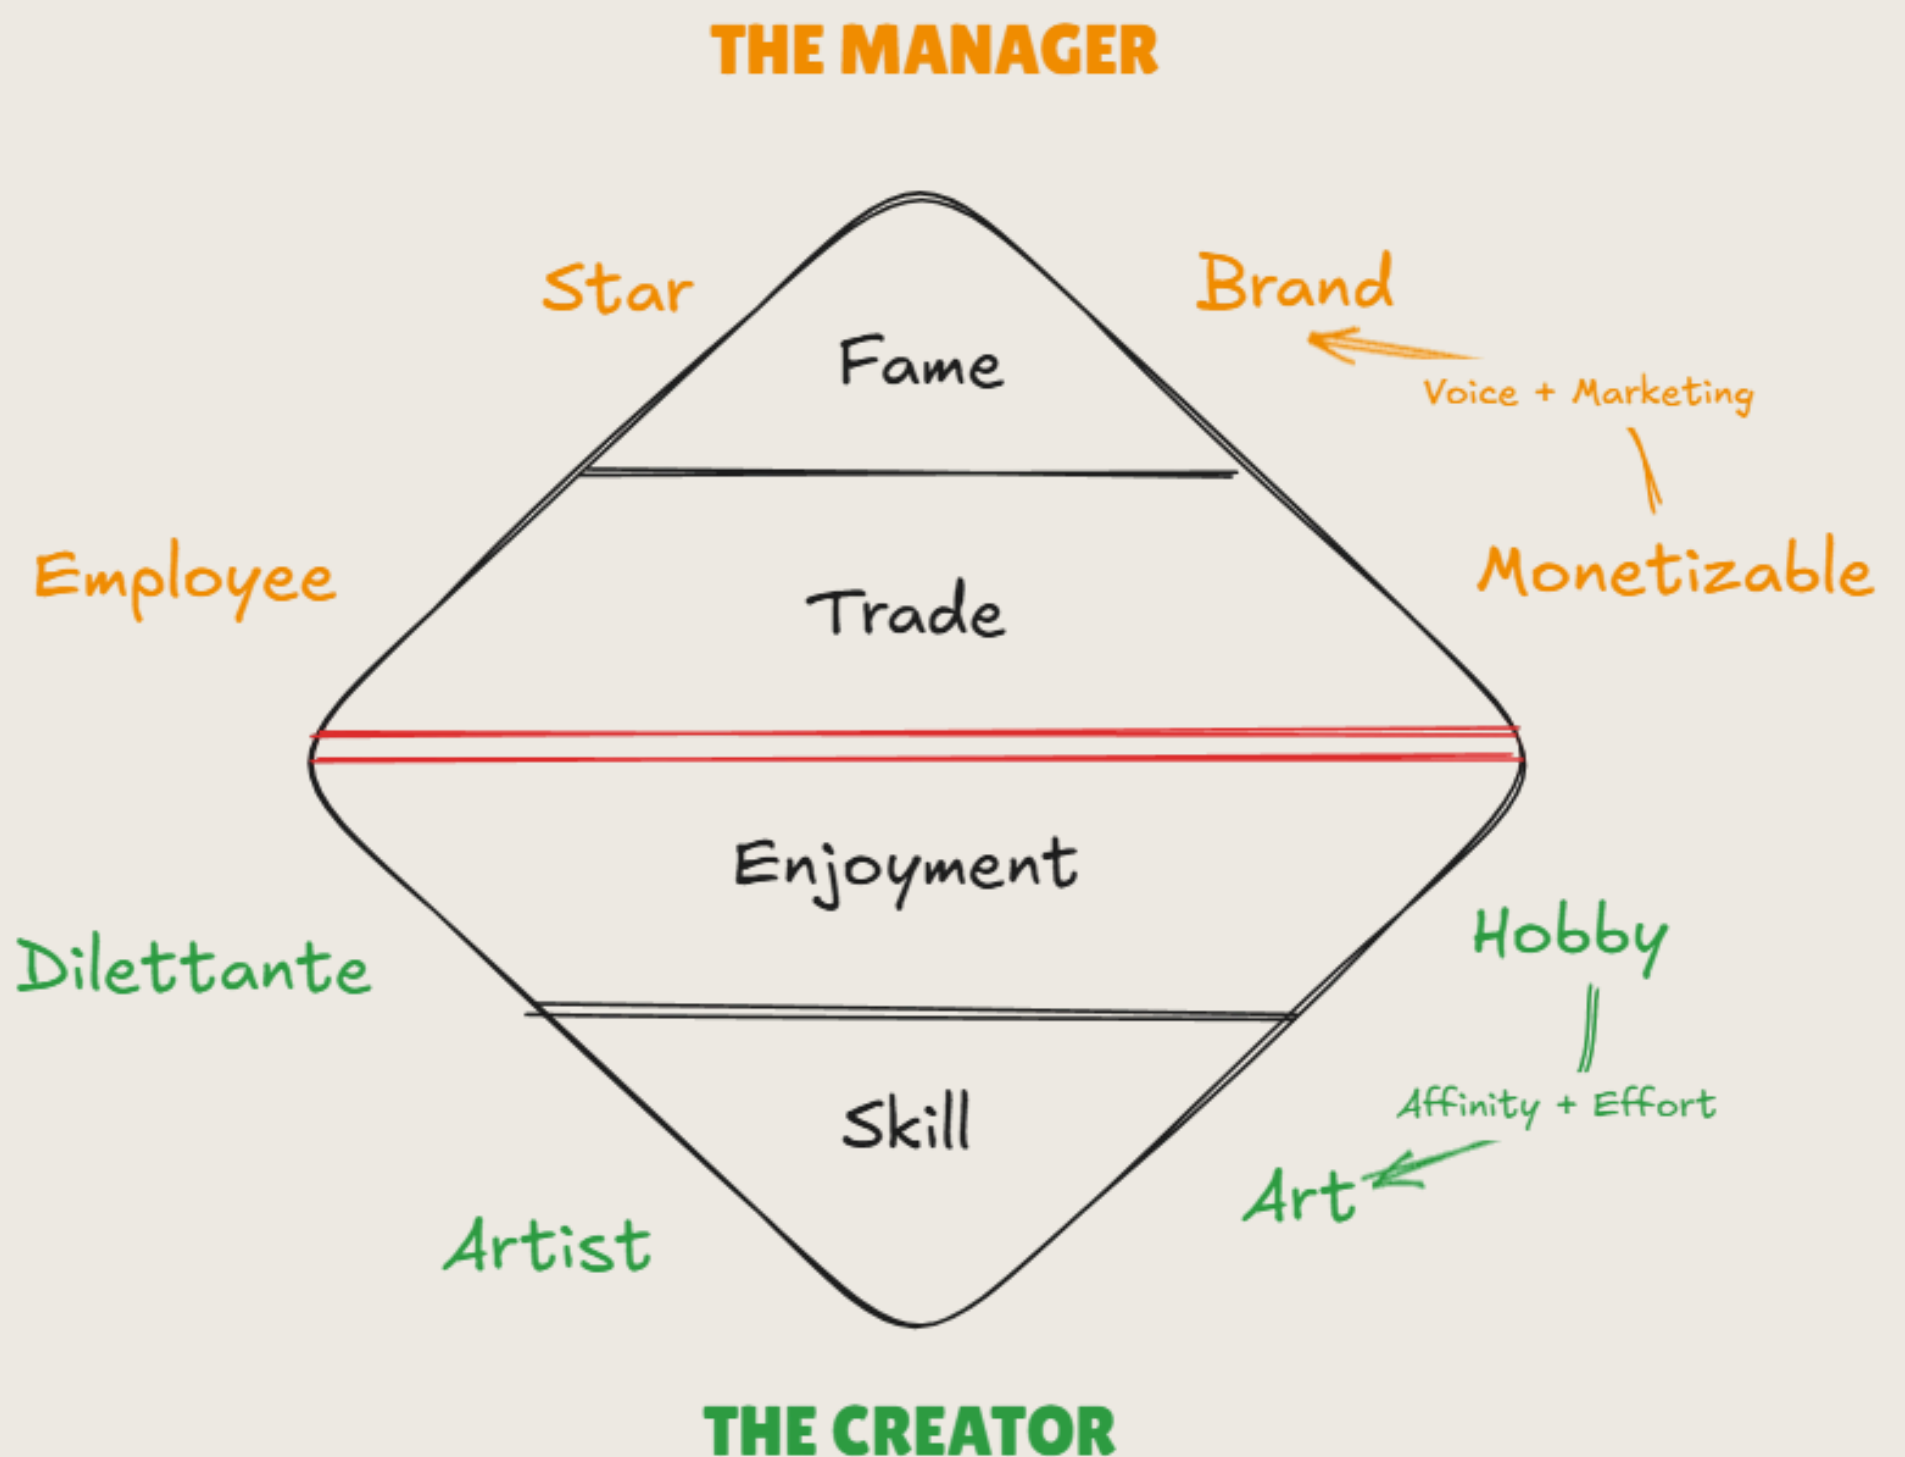 THE MANAGER
Star
Brand
Fame
Voice + Marketing
Employee
Trade
Monetizable
Enjoyment
Dilettante
Hobby
Skill
Affinity + Effort
Art
Artist
THE CREATOR